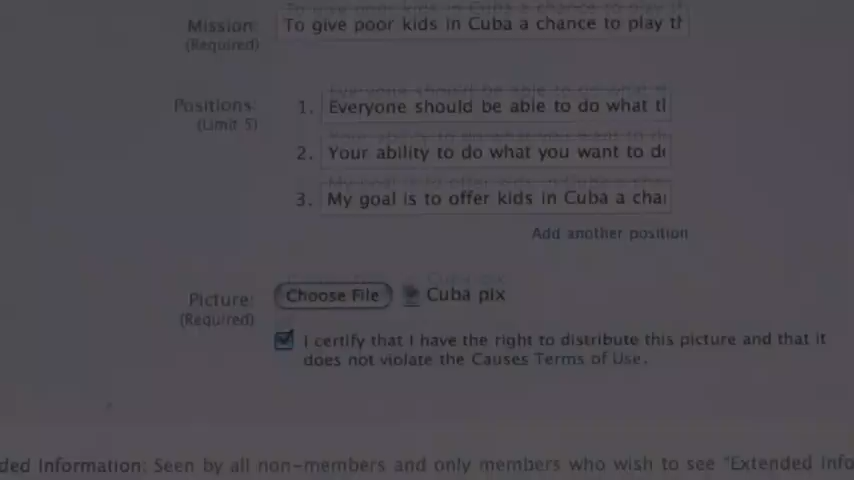 Mission:
(Required)
To give poor kids in Cuba a chance to play th
Positions:
(Limit 5)
1. Everyone should be able to do what t
2. Your ability to do what you want to d
3. My goal is to offer kids in Cuba a cha
Add another position
Picture:
(Required)
Choose File Cuba pix
I certify that I have the right to distribute this picture and that it
does not violate the Causes Terms of Use.
ded Information: Seen by all non-members and only members who wish to see "Extended Info